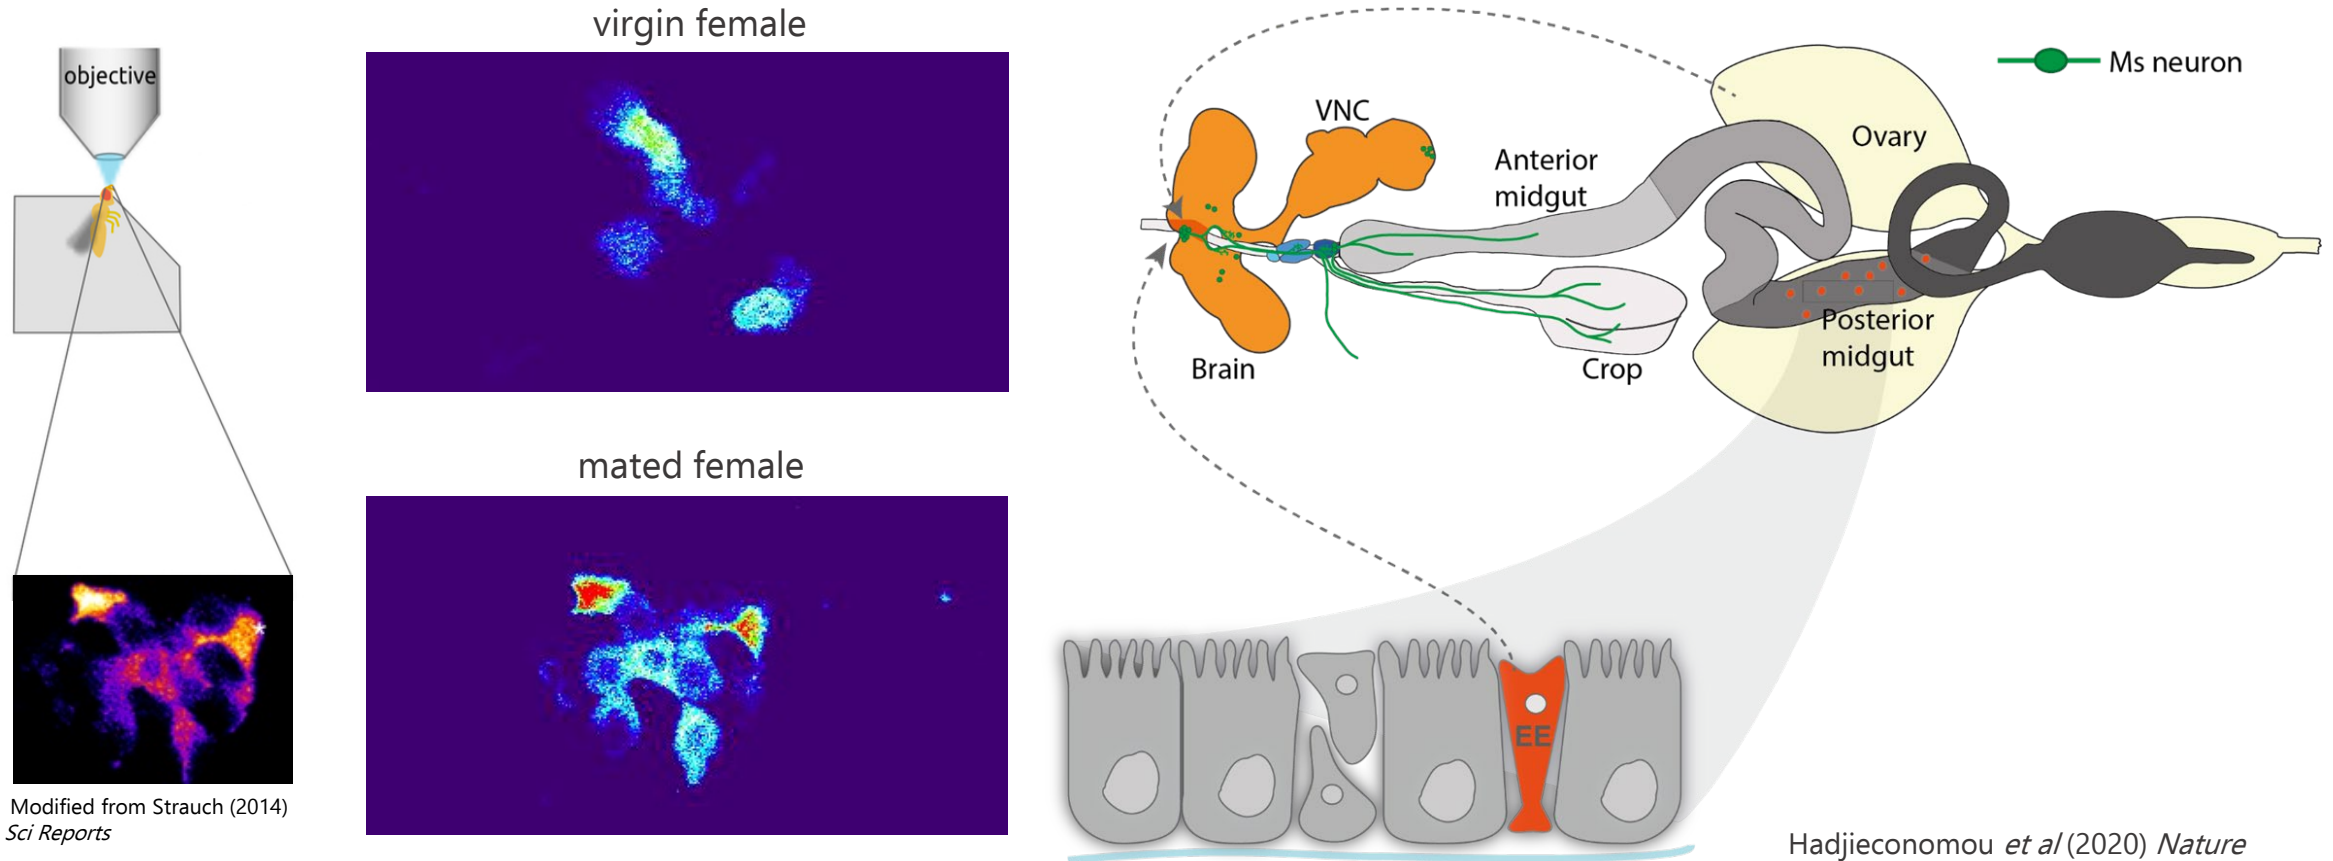 virgin female
objective
mated female
*
Modified from Strauch (2014)
Sci Reports
Ms neuron
VNC
Ovary
Anterior
midgut
Posterior
midgut
Brain
Crop
EE
Hadjieconomou et al (2020) Nature